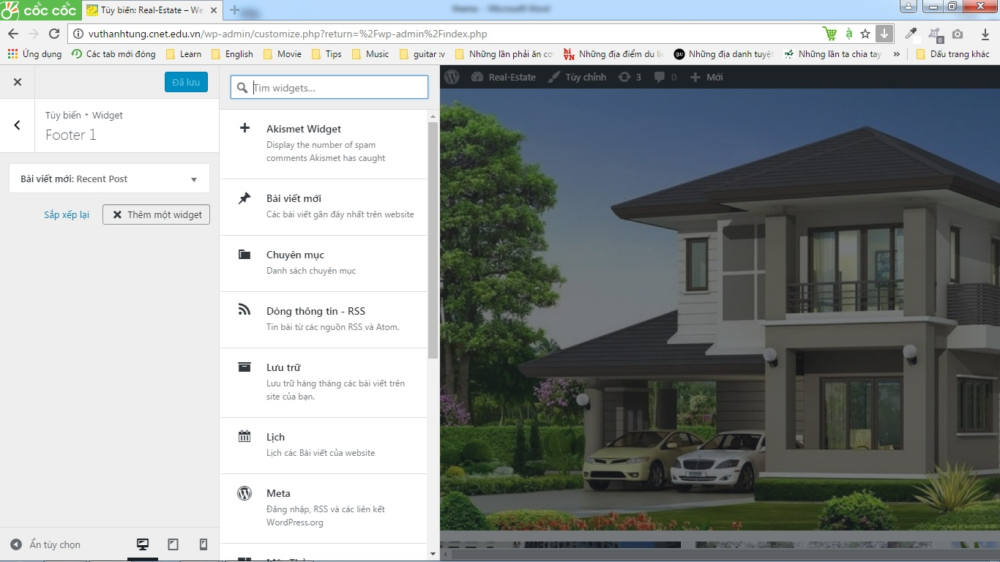 cốc cốc
Tùy biến: Real-Estate – We
theme - Microsoft Word
vuthanhtung.cnet.edu.vn/wp-admin/customize.php?return=%2Fwp-admin%2Findex.php
0
Ứng dụng
Các tab mới đóng
Learn
English
Movie
Tips
Music
guitar :v
Những lần phải ăn cơ
Những địa điểm du lị
Những địa danh tuyệt
Những lần ta chia tay
»
Dấu trang khác
Đã lưu
Tùy biến ‣ Widget
Footer 1
Bài viết mới: Recent Post
Sắp xếp lại
Thêm một widget
Ẩn tùy chọn
Tìm widgets...
Akismet Widget
Display the number of spam
comments Akismet has caught
Bài viết mới
Các bài viết gần đây nhất trên website
Chuyên mục
Danh sách chuyên mục
Dòng thông tin - RSS
Tin bài từ các nguồn RSS và Atom.
Lưu trữ
Lưu trữ hàng tháng các bài viết trên
site của bạn.
Lịch
Lịch các Bài viết của website
Meta
Đăng nhập, RSS và các liên kết
WordPress.org
Real-Estate
Tùy chỉnh
3
0
Mới